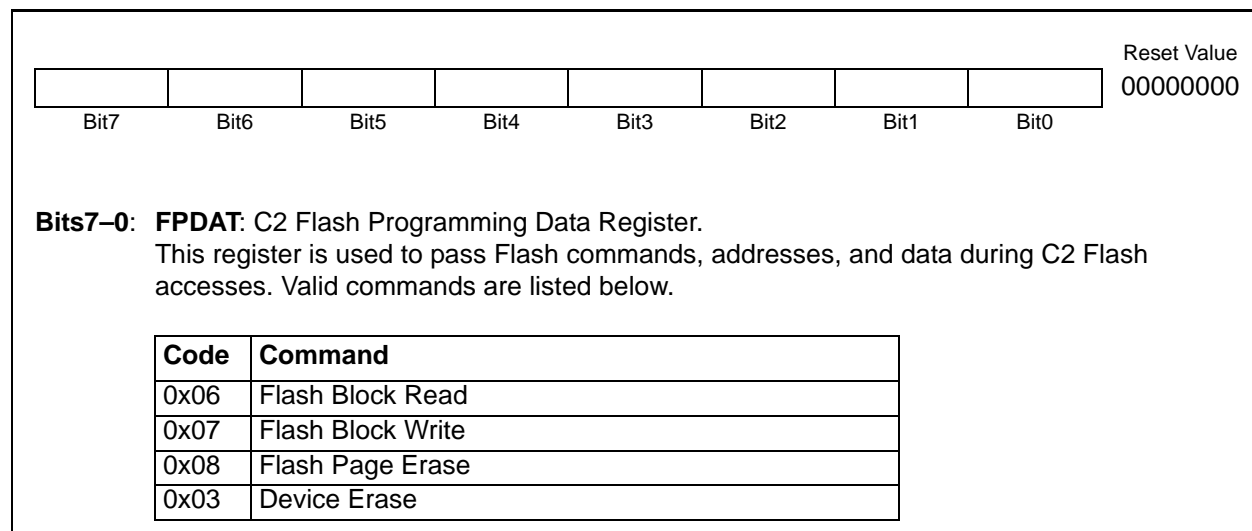 Reset Value
00000000
Bit7 Bit6 Bit5 Bit4 Bit3 Bit2 Bit1 Bit0
Bits7–0: FPDAT: C2 Flash Programming Data Register.
This register is used to pass Flash commands, addresses, and data during C2 Flash
accesses. Valid commands are listed below.
Code Command
0x06 Flash Block Read
0x07 Flash Block Write
0x08 Flash Page Erase
0x03 Device Erase